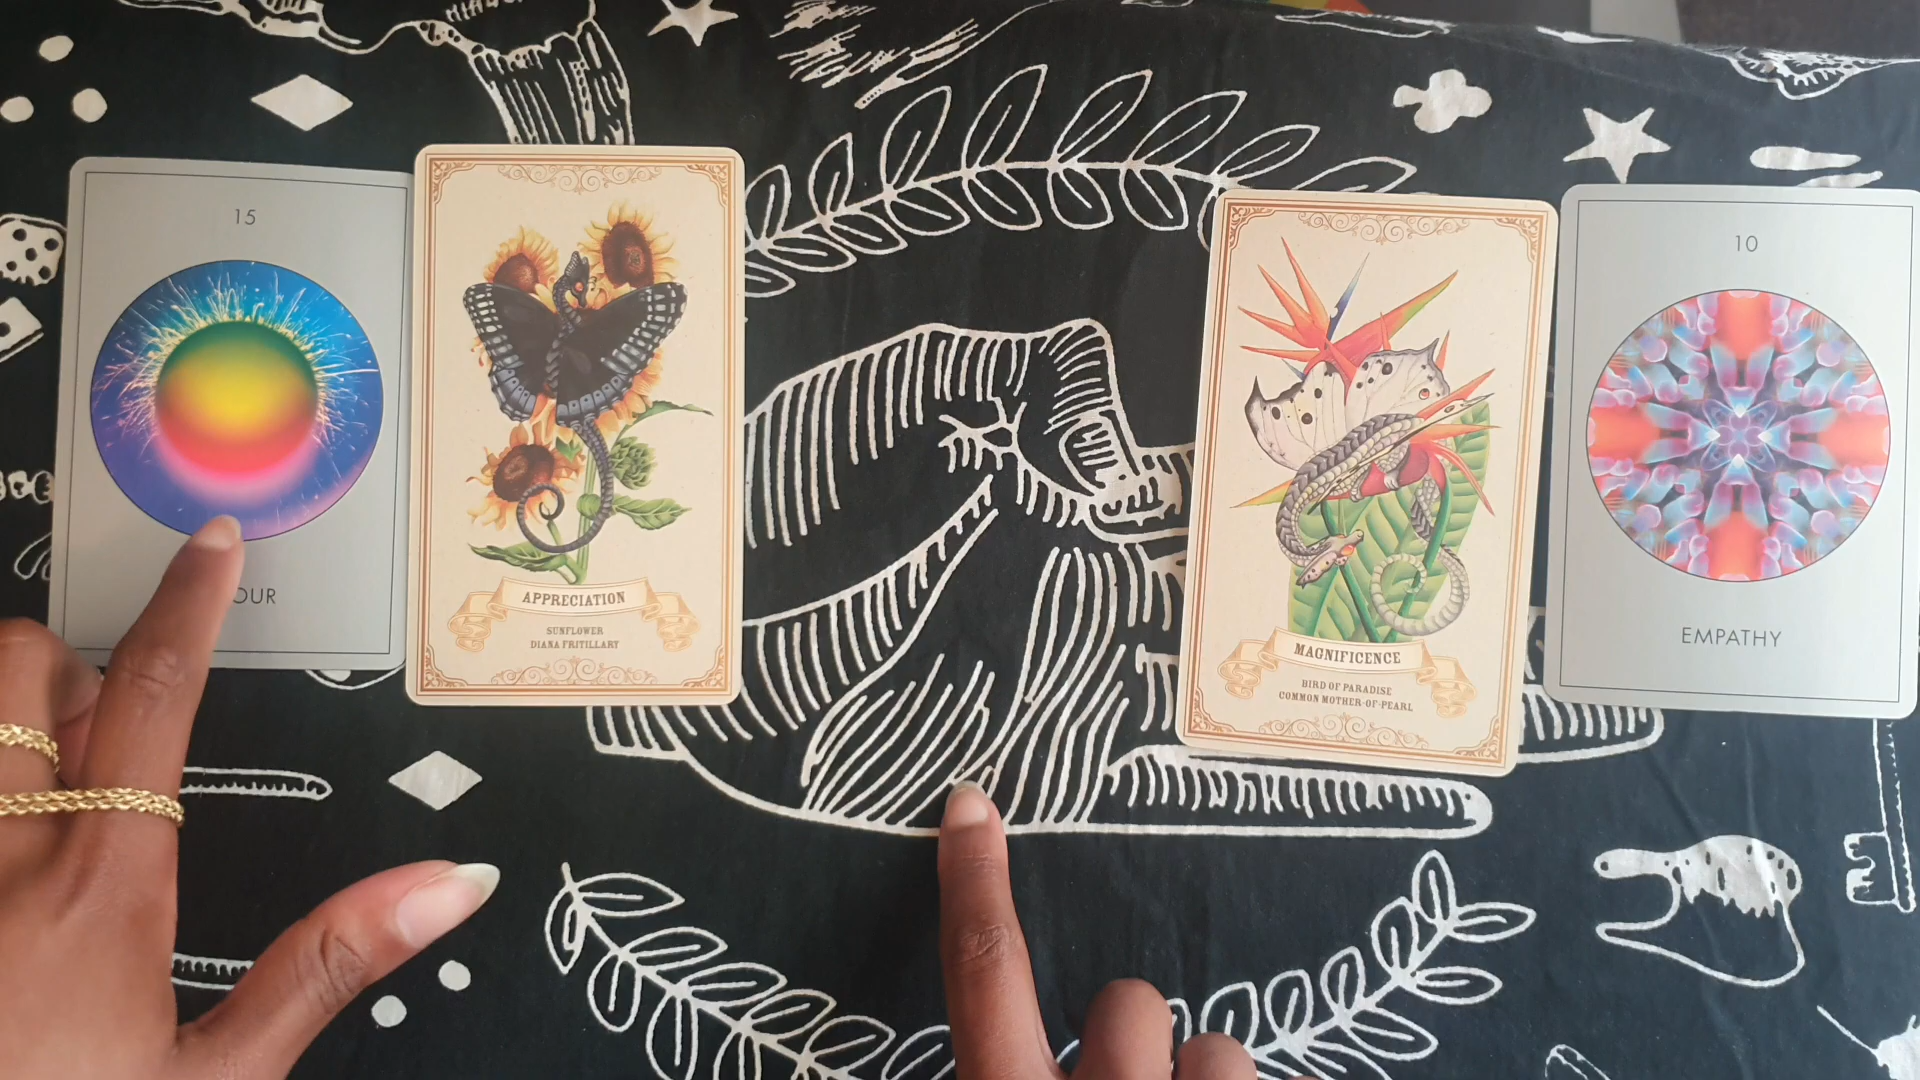 15
OUR
APPRECIATION
SUNFLOWER
DIANA FRITILLARY
MAGNIFICENCE
BIRD OF PARADISE
COMMON MOTHER-OF-PEARL
10
EMPATHY